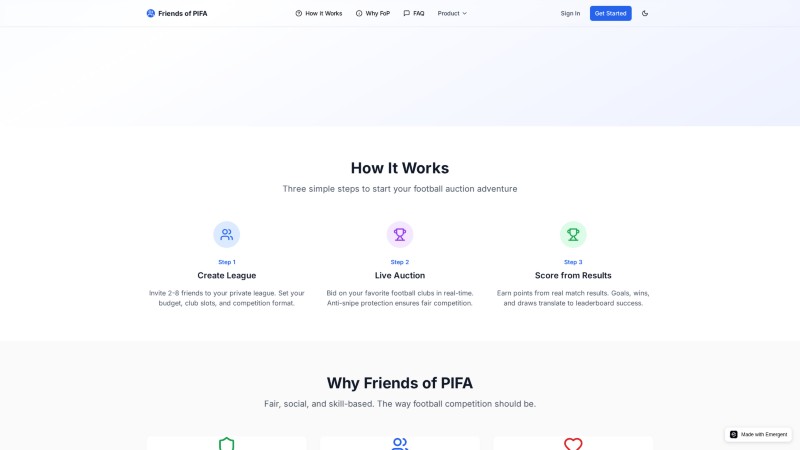 Friends of PIFA
How It Works
Why FoP
FAQ
Product
Sign In
Get Started
How It Works
Three simple steps to start your football auction adventure
Step 1
Create League
Invite 2-8 friends to your private league. Set your
budget, club slots, and competition format.
Step 2
Live Auction
Bid on your favorite football clubs in real-time.
Anti-snipe protection ensures fair competition.
Step 3
Score from Results
Earn points from real match results. Goals, wins,
and draws translate to leaderboard success.
Why Friends of PIFA
Fair, social, and skill-based. The way football competition should be.
Made with Emergent